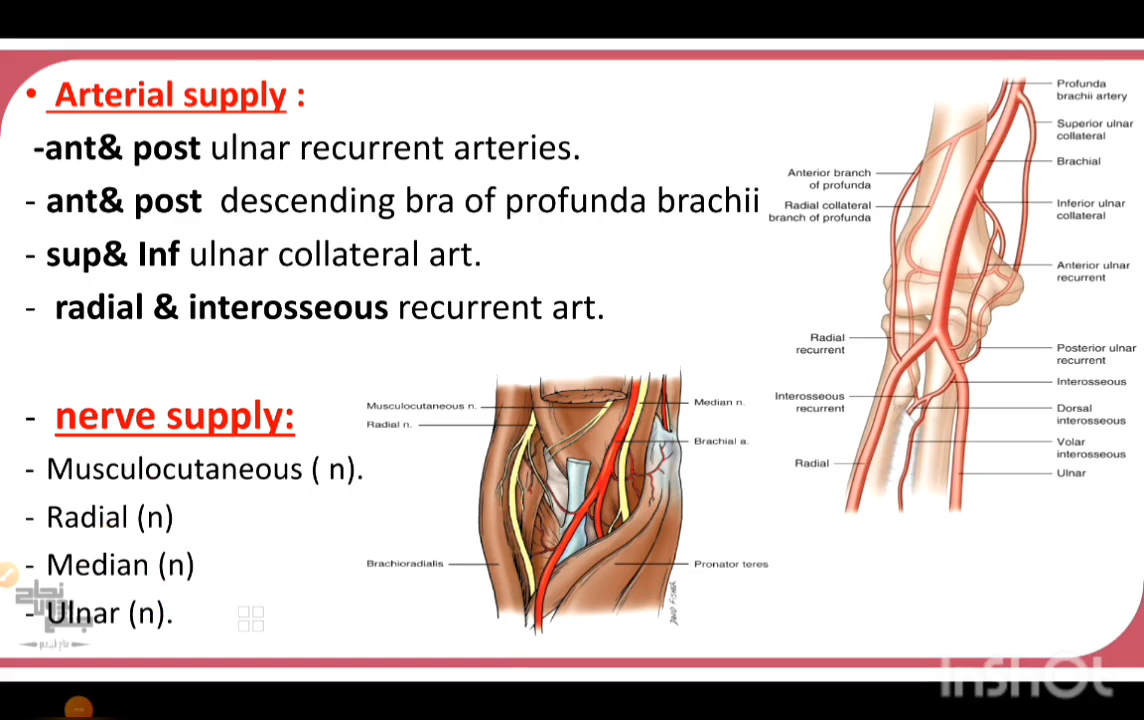 • Arterial supply :
-ant& post ulnar recurrent arteries.
- ant& post descending bra of profunda brachii
- sup& Inf ulnar collateral art.
- radial & interosseous recurrent art.
- nerve supply:
- Musculocutaneous ( n).
- Radial (n)
- Median (n)
- Ulnar (n).
Musculocutaneous n.
Radial n.
Brachioradialis
Median n.
Brachial a.
Pronator teres
Anterior branch
of profunda
Radial collateral
branch of profunda
Radial
recurrent
Interosseous
recurrent
Radial
Profunda
brachii artery
Superior ulnar
collateral
Brachial
Inferior ulnar
collateral
Anterior ulnar
recurrent
Posterior ulnar
recurrent
Interosseous
Dorsal
interosseous
Volar
interosseous
Ulnar
InShOt